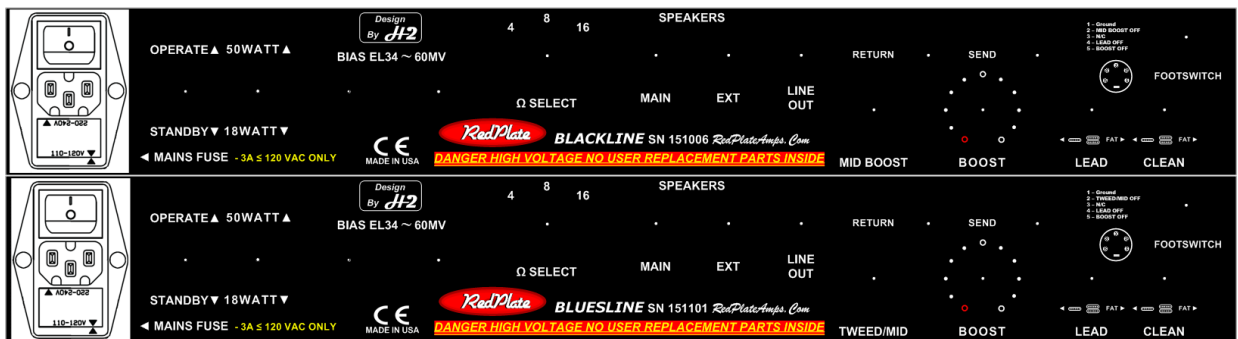 OPERATE▲ 50WATT▲
Design
By H2
BIAS EL34 ~ 60MV
4 8 16
SPEAKERS
Ω SELECT
MAIN EXT LINE OUT
RETURN SEND
1 – Ground
2 – MID BOOST OFF
3 – N/C
4 – LEAD OFF
5 – BOOST OFF
FOOTSWITCH
▲ 220-240V
110-120V
STANDBY▼ 18WATT▼
◄ MAINS FUSE - 3A ≤ 120 VAC ONLY
CE
MADE IN USA
RedPlate BLACKLINE SN 151006 RedPlateAmps.Com
DANGER HIGH VOLTAGE NO USER REPLACEMENT PARTS INSIDE
◄ FAT ► ◄ FAT ►
MID BOOST BOOST LEAD CLEAN
OPERATE▲ 50WATT▲
Design
By H2
BIAS EL34 ~ 60MV
4 8 16
SPEAKERS
Ω SELECT
MAIN EXT LINE OUT
RETURN SEND
1 – Ground
2 – TWEED/MID OFF
3 – N/C
4 – LEAD OFF
5 – BOOST OFF
FOOTSWITCH
▲ 220-240V
110-120V
STANDBY▼ 18WATT▼
◄ MAINS FUSE - 3A ≤ 120 VAC ONLY
CE
MADE IN USA
RedPlate BLUESLINE SN 151101 RedPlateAmps.Com
DANGER HIGH VOLTAGE NO USER REPLACEMENT PARTS INSIDE
◄ FAT ► ◄ FAT ►
TWEED/MID BOOST LEAD CLEAN